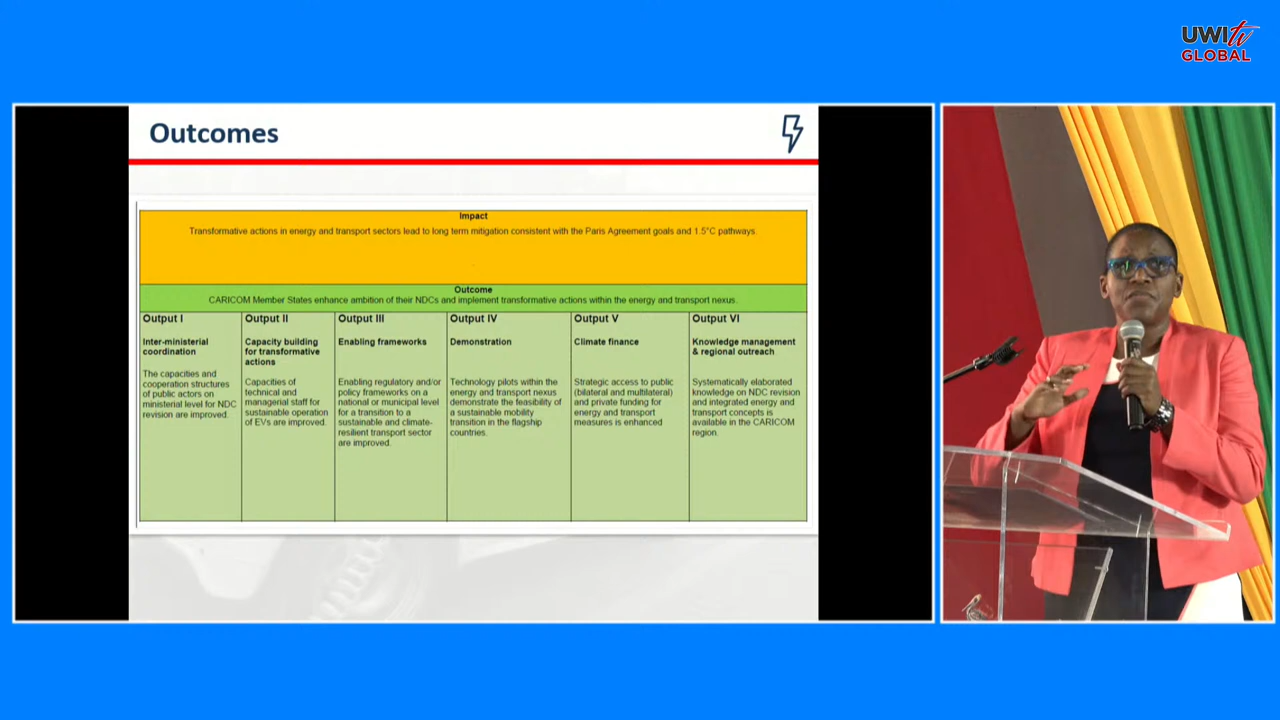 UWItv
GLOBAL
Outcomes
Impact
Transformative actions in energy and transport sectors lead to long term mitigation consistent with the Paris Agreement goals and 1.5°C pathways.
Outcome
CARICOM Member States enhance ambition of their NDCs and implement transformative actions within the energy and transport nexus.
Output I
Inter-ministerial
coordination
The capacities and
cooperation structures
of public actors on
ministerial level for NDC
revision are improved.
Output II
Capacity building
for transformative
actions
Capacities of
technical and
managerial staff for
sustainable operation
of EVs are improved.
Output III
Enabling frameworks
Enabling regulatory and/or
policy frameworks on a
national or municipal level
for a transition to a
sustainable and climate-
resilient transport sector
are improved.
Output IV
Demonstration
Technology pilots within the
energy and transport nexus
demonstrate the feasibility of
a sustainable mobility
transition in the flagship
countries.
Output V
Climate finance
Strategic access to public
(bilateral and multilateral)
and private funding for
energy and transport
measures is enhanced
Output VI
Knowledge management
& regional outreach
Systematically elaborated
knowledge on NDC revision
and integrated energy and
transport concepts is
available in the CARICOM
region.